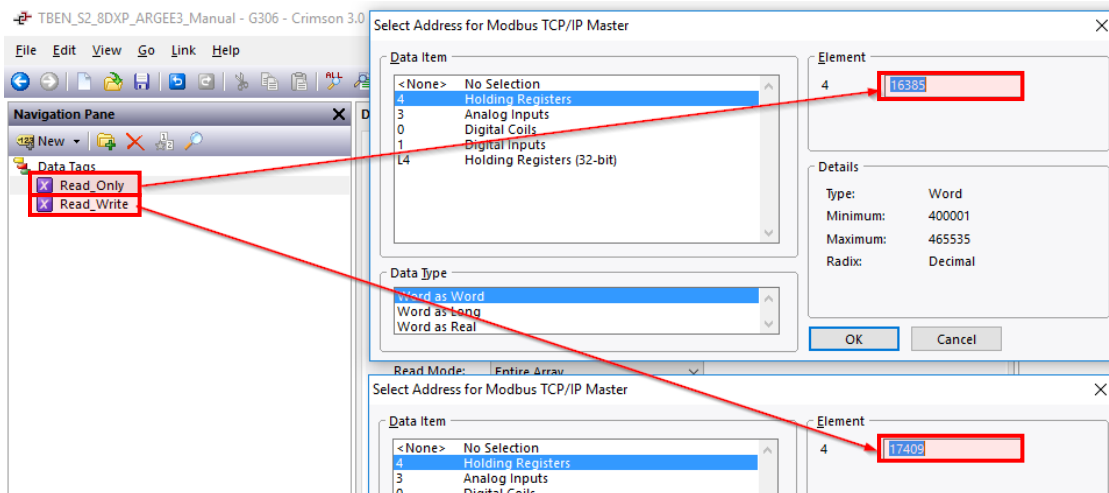 TBEN_S2_8DXP_ARGEE3_Manual - G306 - Crimson 3.0
File Edit View Go Link Help
ALL
Navigation Pane
D
123 New
Data Tags
Read_Only
Read_Write
Select Address for Modbus TCP/IP Master
Data Item
<None> No Selection
4 Holding Registers
3 Analog Inputs
0 Digital Coils
1 Digital Inputs
L4 Holding Registers (32-bit)
Element
4 16385
Details
Type: Word
Minimum: 400001
Maximum: 465535
Radix: Decimal
Data Type
Word as Word
Word as Long
Word as Real
OK Cancel
Read Mode: Entire Array
Select Address for Modbus TCP/IP Master
Data Item
<None> No Selection
4 Holding Registers
3 Analog Inputs
0 Digital Coils
Element
4 17409